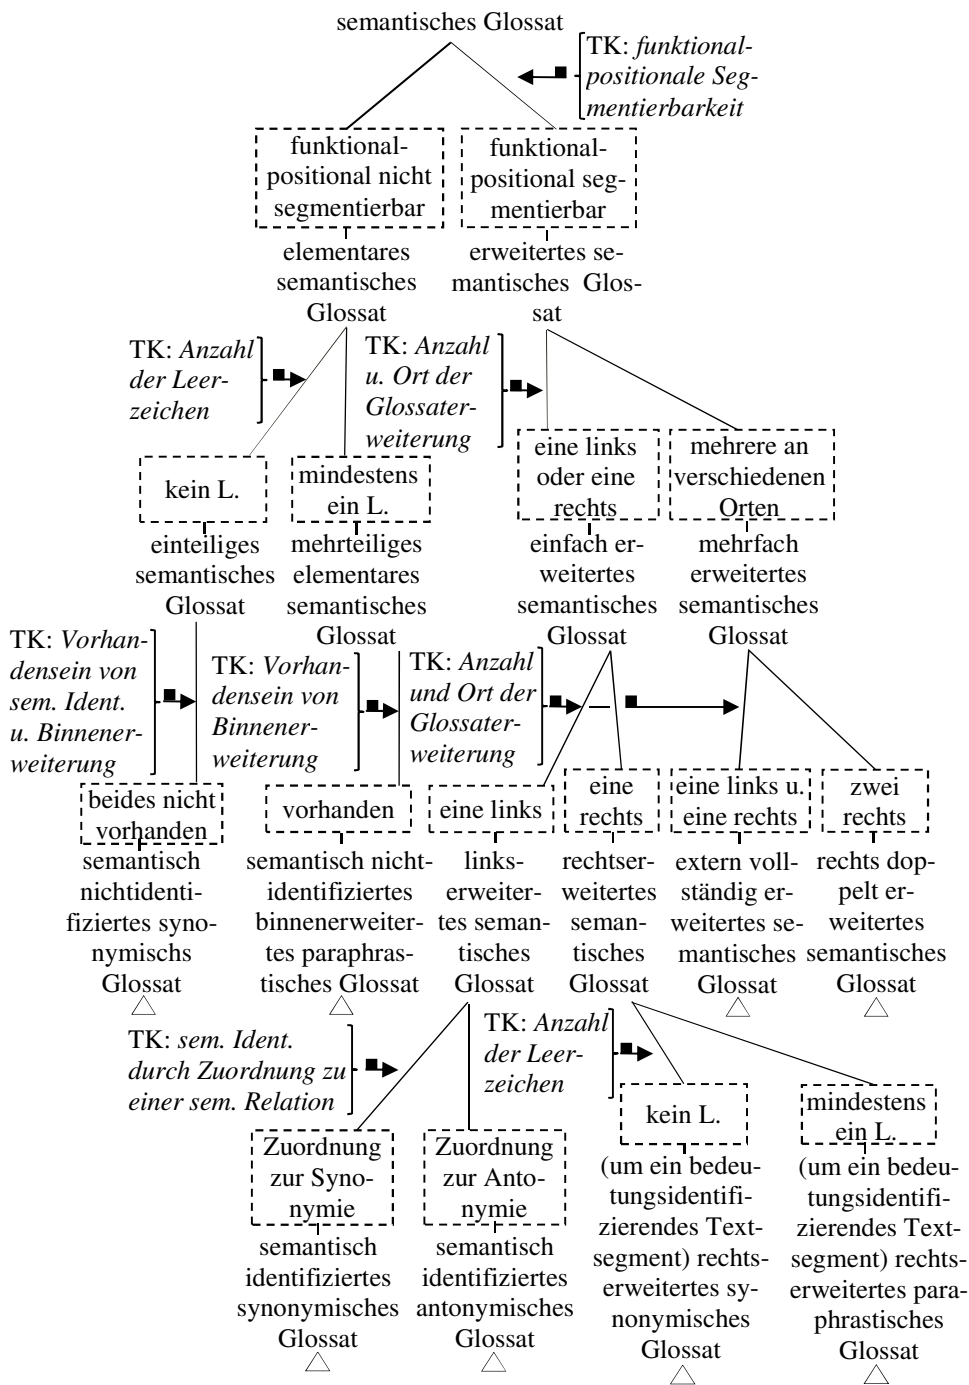 semantisches Glossat
TK: funktional-
positionale Seg-
mentierbarkeit
funktional-
positional nicht
segmentierbar
funktional-
positional seg-
mentierbar
elementares
semantisches
Glossat
erweitertes se-
mantisches Glos-
sat
TK: Anzahl
der Leer-
zeichen
TK: Anzahl
u. Ort der
Glossater-
weiterung
kein L.
mindestens
ein L.
eine links
oder eine
rechts
mehrere an
verschiedenen
Orten
einteiliges
semantisches
Glossat
mehrteiliges
elementares
semantisches
Glossat
einfach er-
weitertes
semantisches
Glossat
mehrfach
erweitertes
semantisches
Glossat
TK: Vorhan-
densein von
sem. Ident.
u. Binnener-
weiterung
TK: Vorhan-
densein von
Binnener-
weiterung
TK: Anzahl
und Ort der
Glossater-
weiterung
beides nicht
vorhanden
vorhanden
eine links
eine
rechts
eine links u.
eine rechts
zwei
rechts
semantisch
nichtidenti-
fiziertes syno-
nymischs
Glossat
semantisch nicht-
identifiziertes
binnenerweiter-
tes paraphras-
tisches Glossat
links-
erweiter-
tes seman-
tisches
Glossat
rechtser-
weitertes
seman-
tisches
Glossat
extern voll-
ständig er-
weitertes se-
mantisches
Glossat
rechts dop-
pelt er-
weitertes
semantisches
Glossat
TK: sem. Ident.
durch Zuordnung zu
einer sem. Relation
TK: Anzahl
der Leer-
zeichen
Zuordnung
zur Syno-
nymie
Zuordnung
zur Anto-
nymie
kein L.
mindestens
ein L.
semantisch
identifiziertes
synonymisches
Glossat
semantisch
identifiziertes
antonymisches
Glossat
(um ein bedeu-
tungsidentifi-
zierendes Text-
segment) rechts-
erweitertes sy-
nonymisches
Glossat
(um ein bedeu-
tungsidentifi-
zierendes Text-
segment) rechts-
erweitertes para-
phrastisches
Glossat